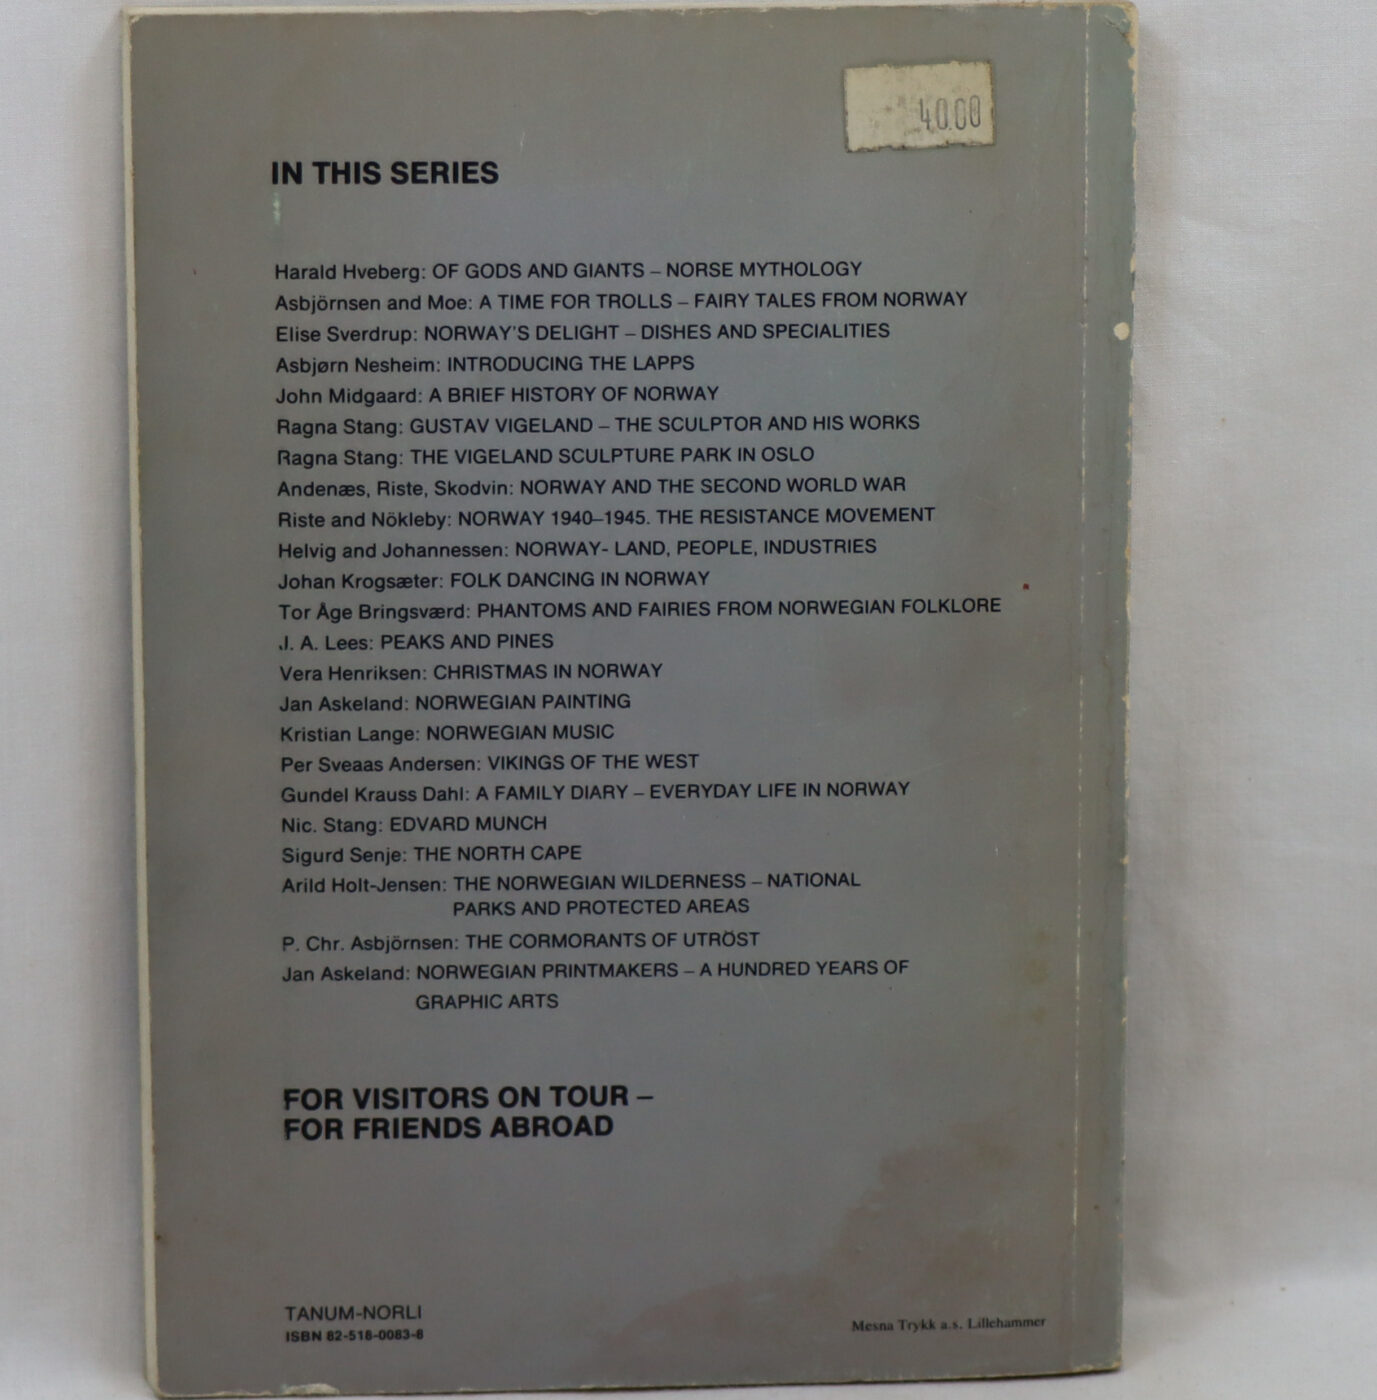 40.00
IN THIS SERIES
Harald Hveberg: OF GODS AND GIANTS – NORSE MYTHOLOGY
Asbjörnsen and Moe: A TIME FOR TROLLS – FAIRY TALES FROM NORWAY
Elise Sverdrup: NORWAY'S DELIGHT – DISHES AND SPECIALITIES
Asbjørn Nesheim: INTRODUCING THE LAPPS
John Midgaard: A BRIEF HISTORY OF NORWAY
Ragna Stang: GUSTAV VIGELAND – THE SCULPTOR AND HIS WORKS
Ragna Stang: THE VIGELAND SCULPTURE PARK IN OSLO
Andenæs, Riste, Skodvin: NORWAY AND THE SECOND WORLD WAR
Riste and Nökleby: NORWAY 1940–1945. THE RESISTANCE MOVEMENT
Helvig and Johannessen: NORWAY- LAND, PEOPLE, INDUSTRIES
Johan Krogsæter: FOLK DANCING IN NORWAY
Tor Åge Bringsværd: PHANTOMS AND FAIRIES FROM NORWEGIAN FOLKLORE
J. A. Lees: PEAKS AND PINES
Vera Henriksen: CHRISTMAS IN NORWAY
Jan Askeland: NORWEGIAN PAINTING
Kristian Lange: NORWEGIAN MUSIC
Per Sveaas Andersen: VIKINGS OF THE WEST
Gundel Krauss Dahl: A FAMILY DIARY – EVERYDAY LIFE IN NORWAY
Nic. Stang: EDVARD MUNCH
Sigurd Senje: THE NORTH CAPE
Arild Holt-Jensen: THE NORWEGIAN WILDERNESS – NATIONAL
PARKS AND PROTECTED AREAS
P. Chr. Asbjörnsen: THE CORMORANTS OF UTRÖST
Jan Askeland: NORWEGIAN PRINTMAKERS – A HUNDRED YEARS OF
GRAPHIC ARTS
FOR VISITORS ON TOUR –
FOR FRIENDS ABROAD
TANUM-NORLI
ISBN 82-518-0083-8
Mesna Trykk a.s. Lillehammer